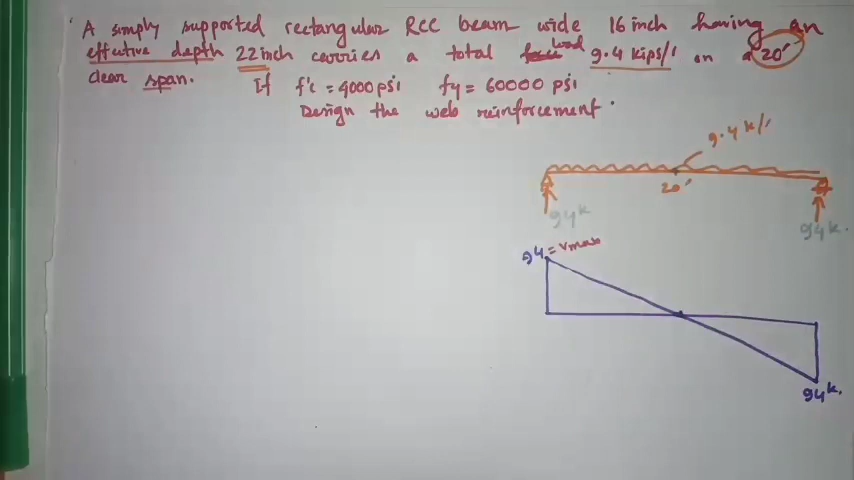 A simply supported rectangular RCC beam wide 16 inch having an
effective depth 22 inch carries a total load 9.4 kips/' on a 20'
clear span.
If f'c = 4000 psi fy = 60000 psi
Design the web reinforcement.
9.4 k/'
20'
94k
94k.
94 = Vmax
94k.